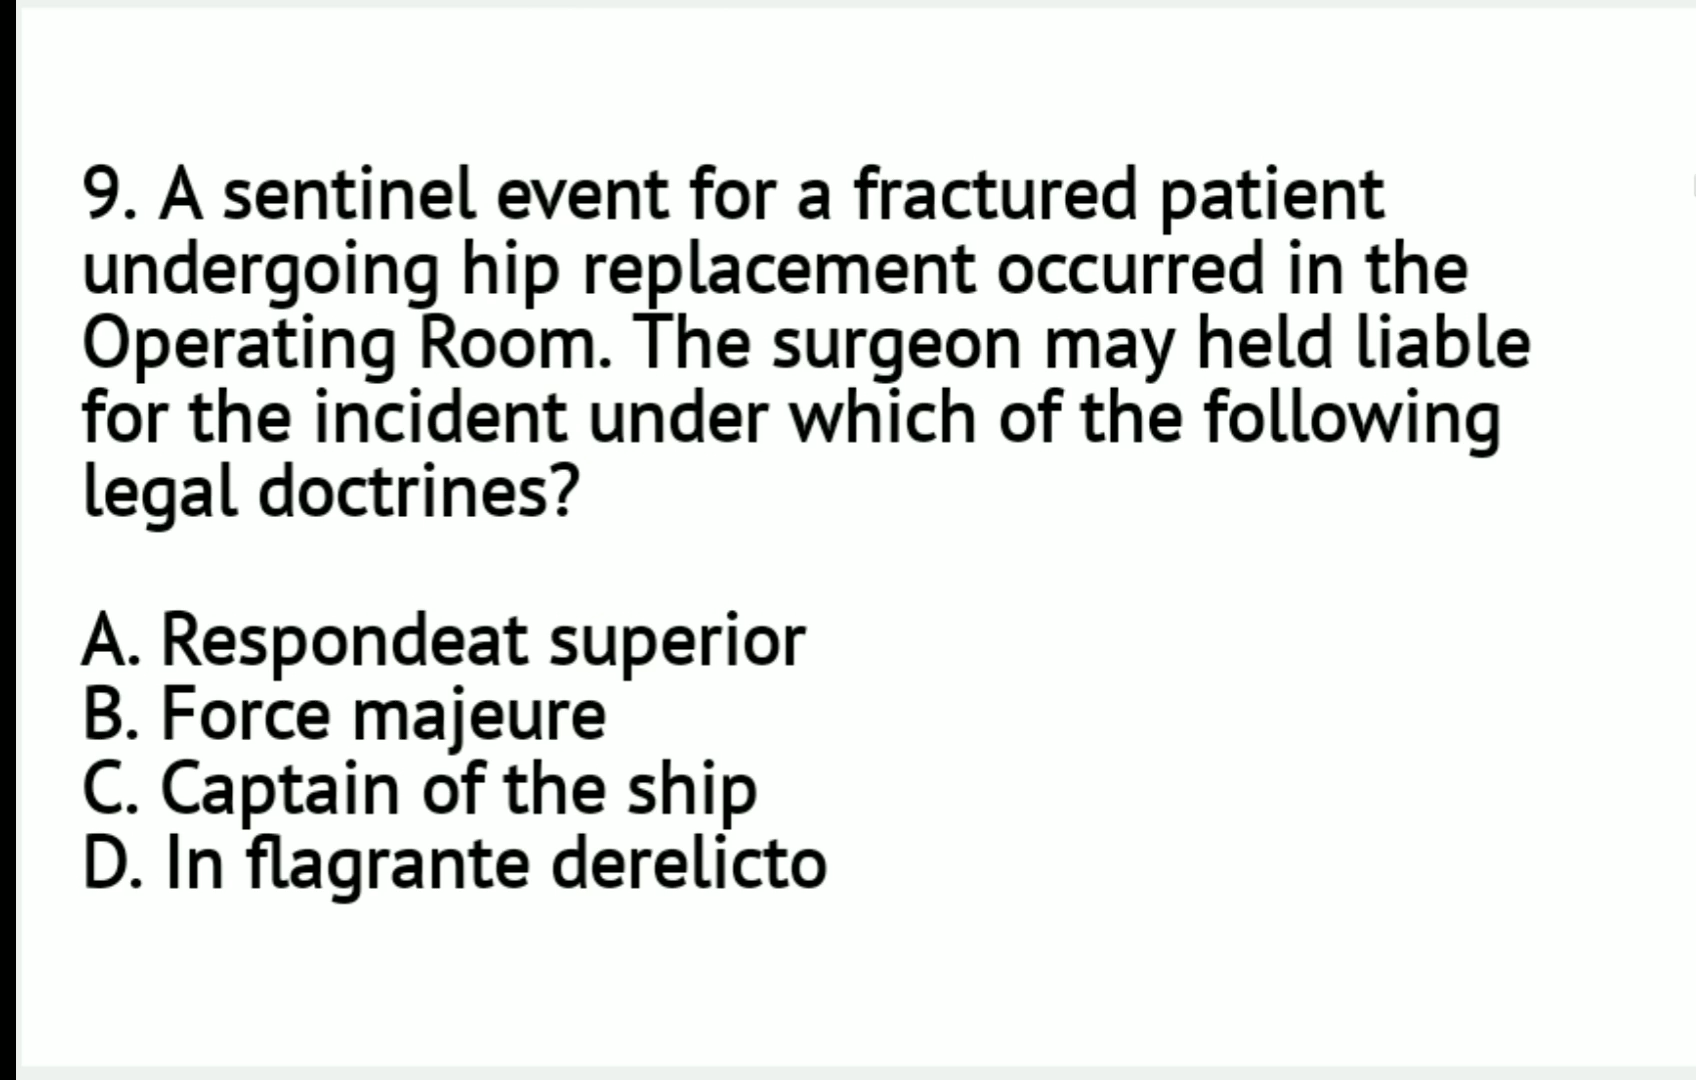 9. A sentinel event for a fractured patient
undergoing hip replacement occurred in the
Operating Room. The surgeon may held liable
for the incident under which of the following
legal doctrines?
A. Respondeat superior
B. Force majeure
C. Captain of the ship
D. In flagrante derelicto